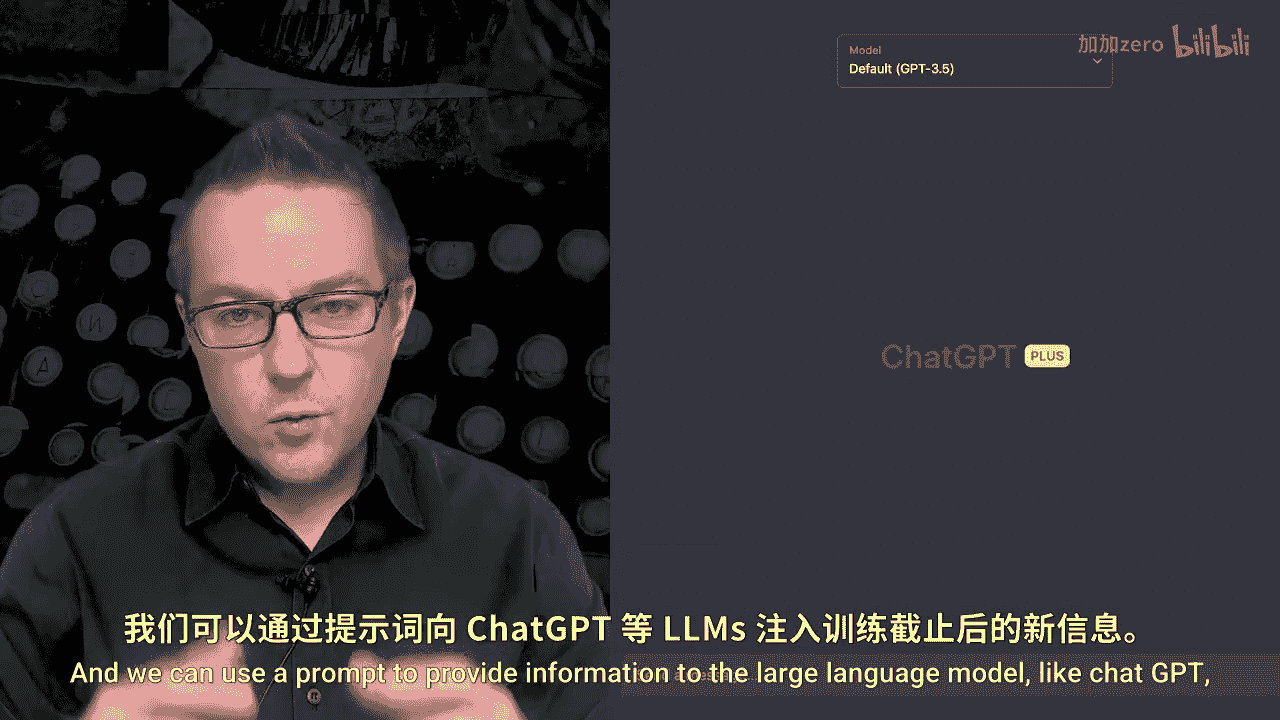 加加zero bilibili
Model
Default (GPT-3.5)
ChatGPT PLUS
我们可以通过提示词向 ChatGPT 等 LLMs 注入训练截止后的新信息。
And we can use a prompt to provide information to the large language model, like chat GPT,